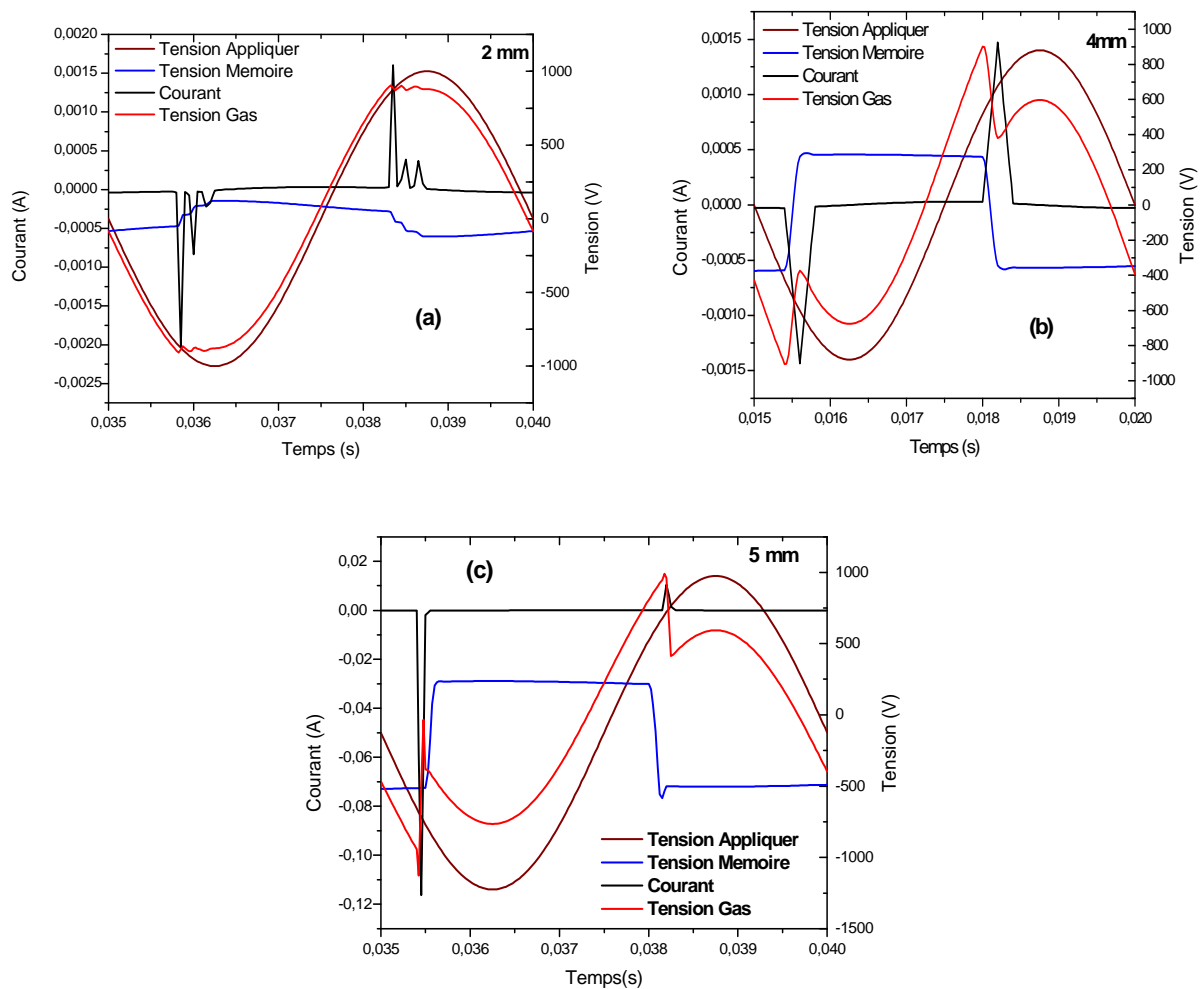 2 mm
Tension Appliquer
Tension Memoire
Courant
Tension Gas
0,0020
0,0015
0,0010
0,0005
0,0000
-0,0005
-0,0010
-0,0015
-0,0020
-0,0025
Courant (A)
1000
500
0
-500
-1000
Tension (V)
(a)
0,035 0,036 0,037 0,038 0,039 0,040
Temps (s)
4mm
Tension Appliquer
Tension Memoire
Courant
Tension Gas
0,0015
0,0010
0,0005
0,0000
-0,0005
-0,0010
-0,0015
Courant (A)
1000
800
600
400
200
0
-200
-400
-600
-800
-1000
Tension (V)
(b)
0,015 0,016 0,017 0,018 0,019 0,020
Temps (s)
5 mm
(c)
0,02
0,00
-0,02
-0,04
-0,06
-0,08
-0,10
-0,12
Courant (A)
1000
500
0
-500
-1000
-1500
Tension (V)
Tension Appliquer
Tension Memoire
Courant
Tension Gas
0,035 0,036 0,037 0,038 0,039 0,040
Temps(s)